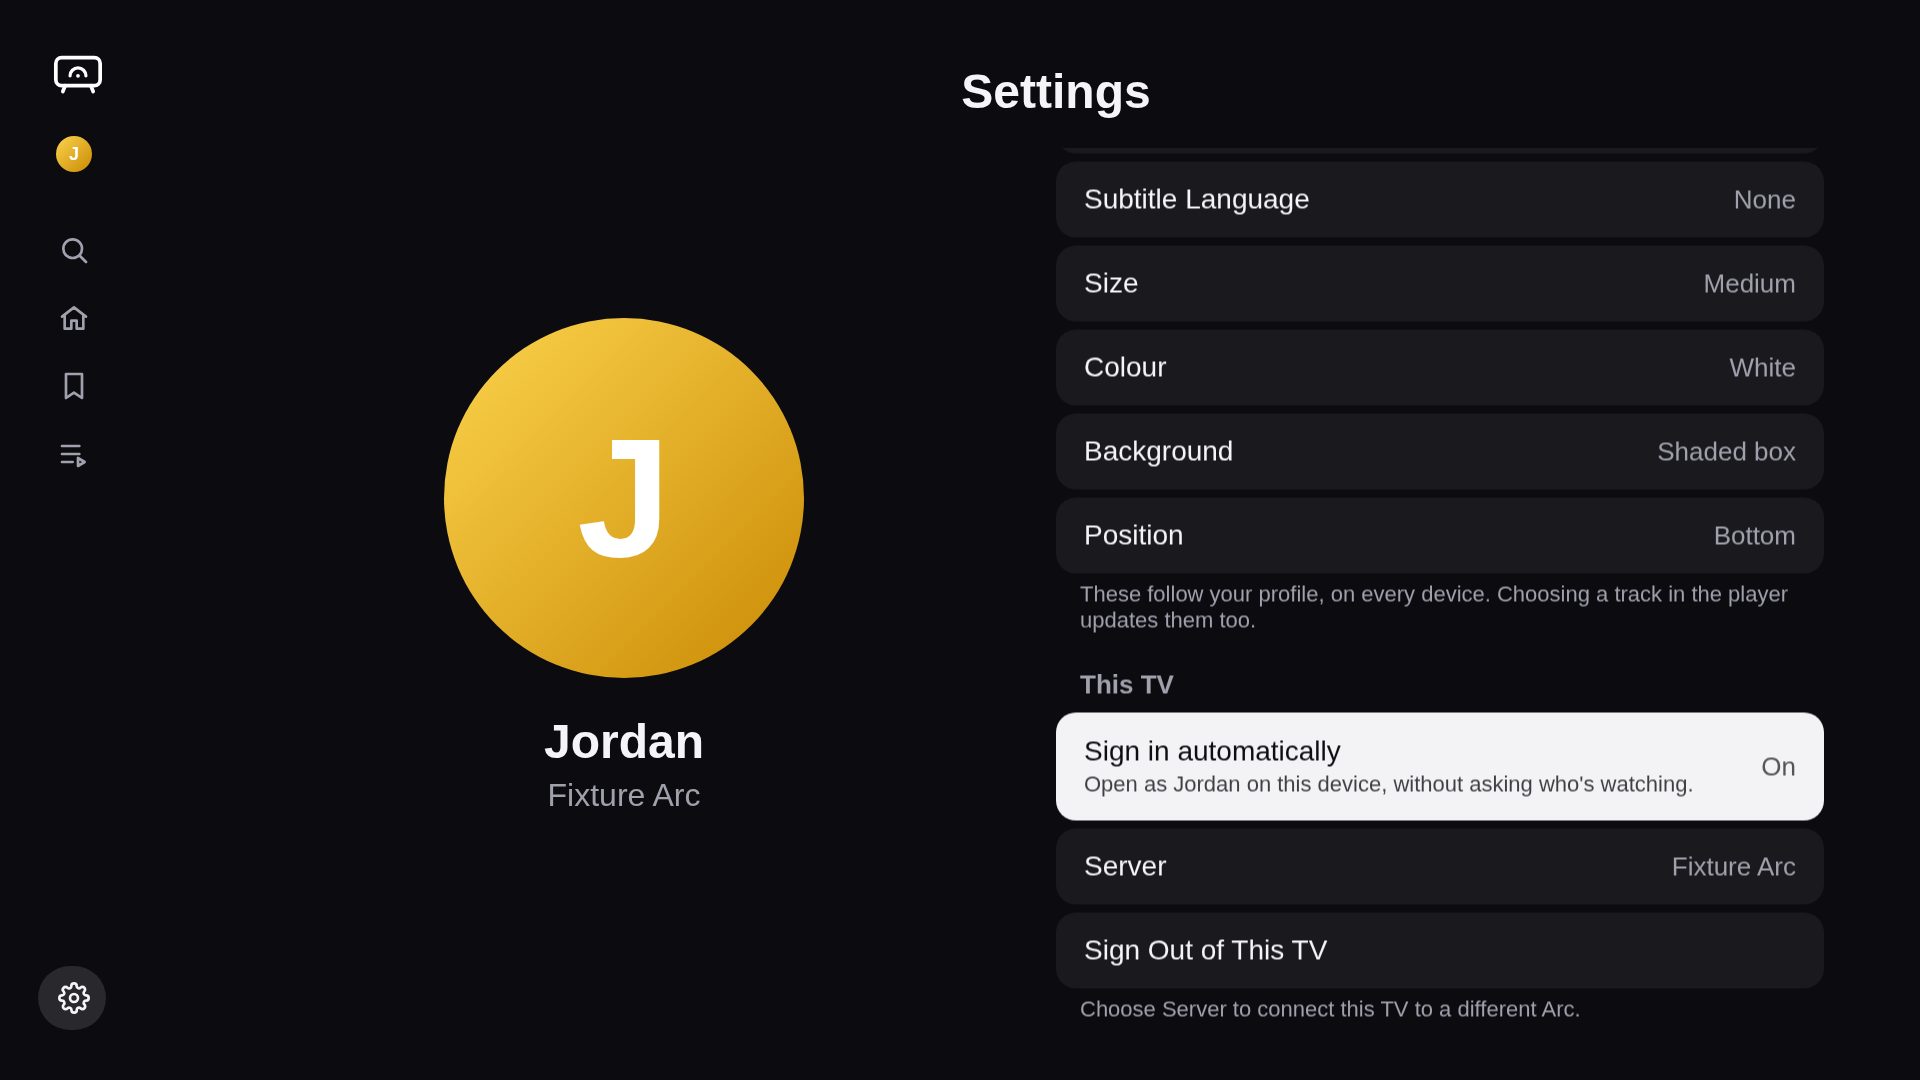 Settings
J
Subtitle Language None
Size Medium
Colour White
Background Shaded box
Position Bottom
These follow your profile, on every device. Choosing a track in the player
updates them too.
J
Jordan
Fixture Arc
This TV
Sign in automatically On
Open as Jordan on this device, without asking who's watching.
Server Fixture Arc
Sign Out of This TV
Choose Server to connect this TV to a different Arc.